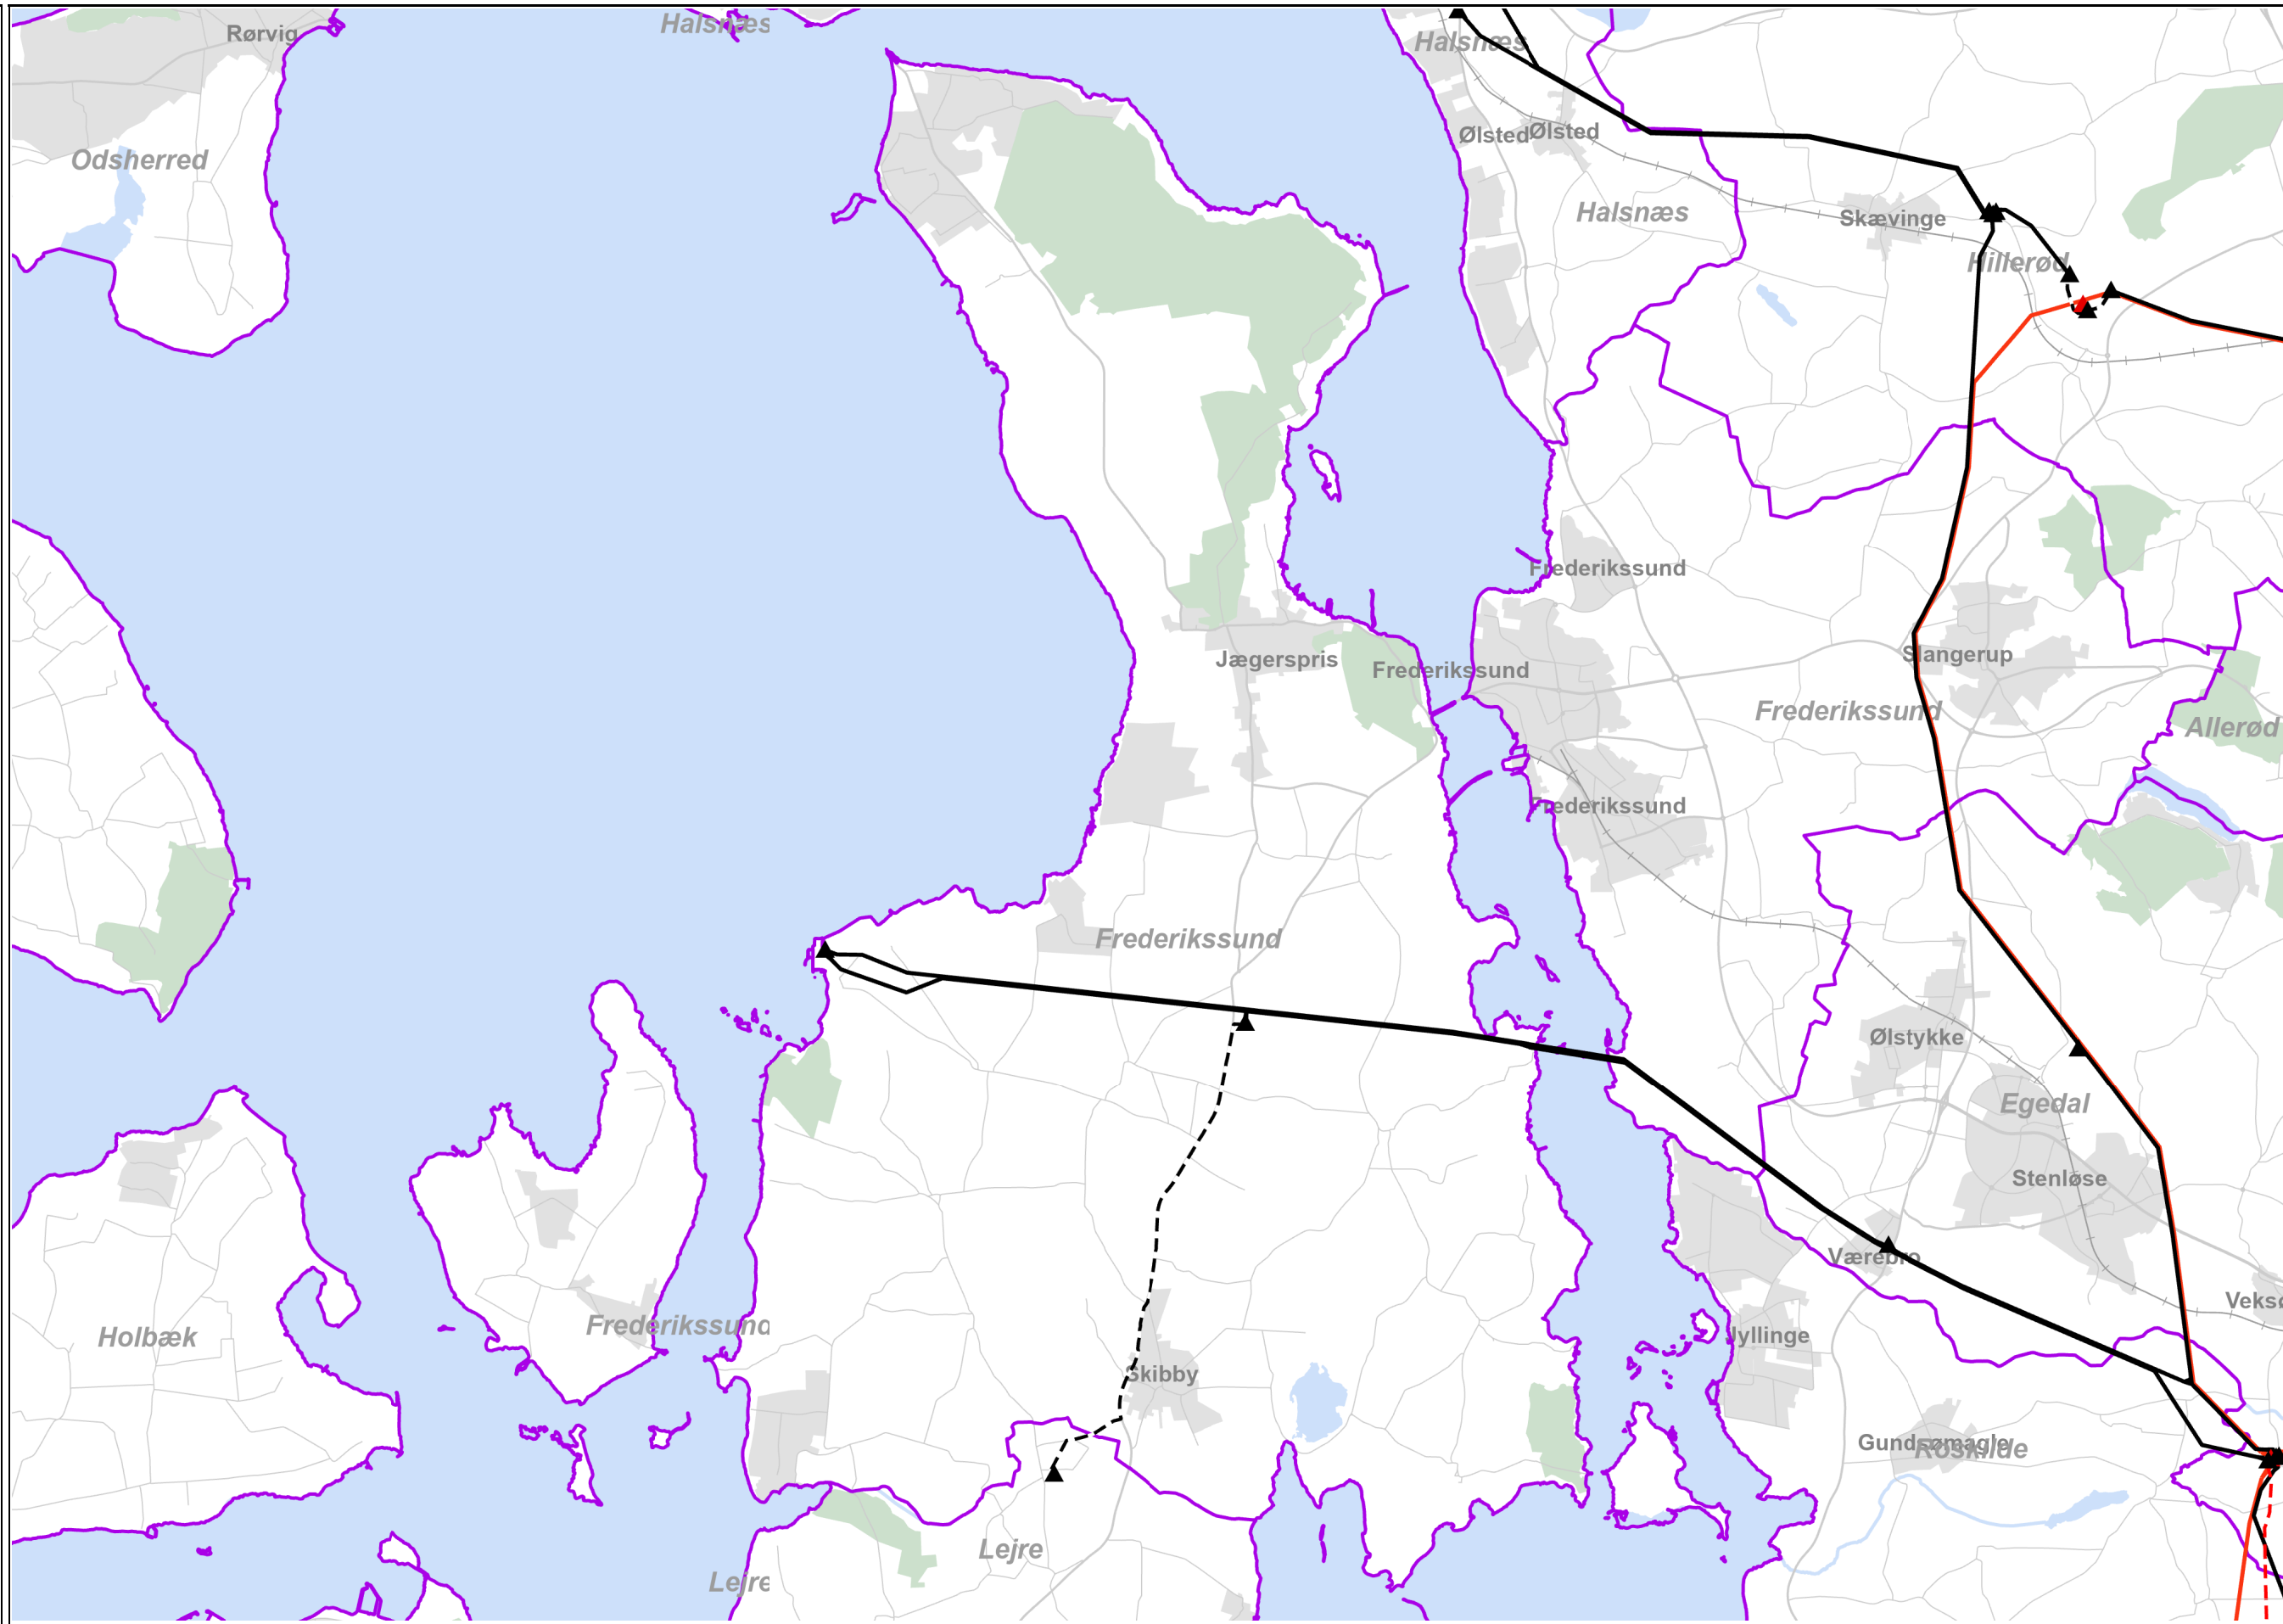 Halsnæs
Rørvig
Halsnæs
Ølsted
Ølsted
Odsherred
Halsnæs
Skævinge
Hillerød
Frederikssund
Jægerspris
Frederikssund
Slangerup
Frederikssund
Allerød
Frederikssund
Frederikssund
Ølstykke
Egedal
Stenløse
Værebro
Veksø
Frederikssund
Holbæk
Jyllinge
Skibby
Gundsømagle
Roskilde
Lejre
Lejre